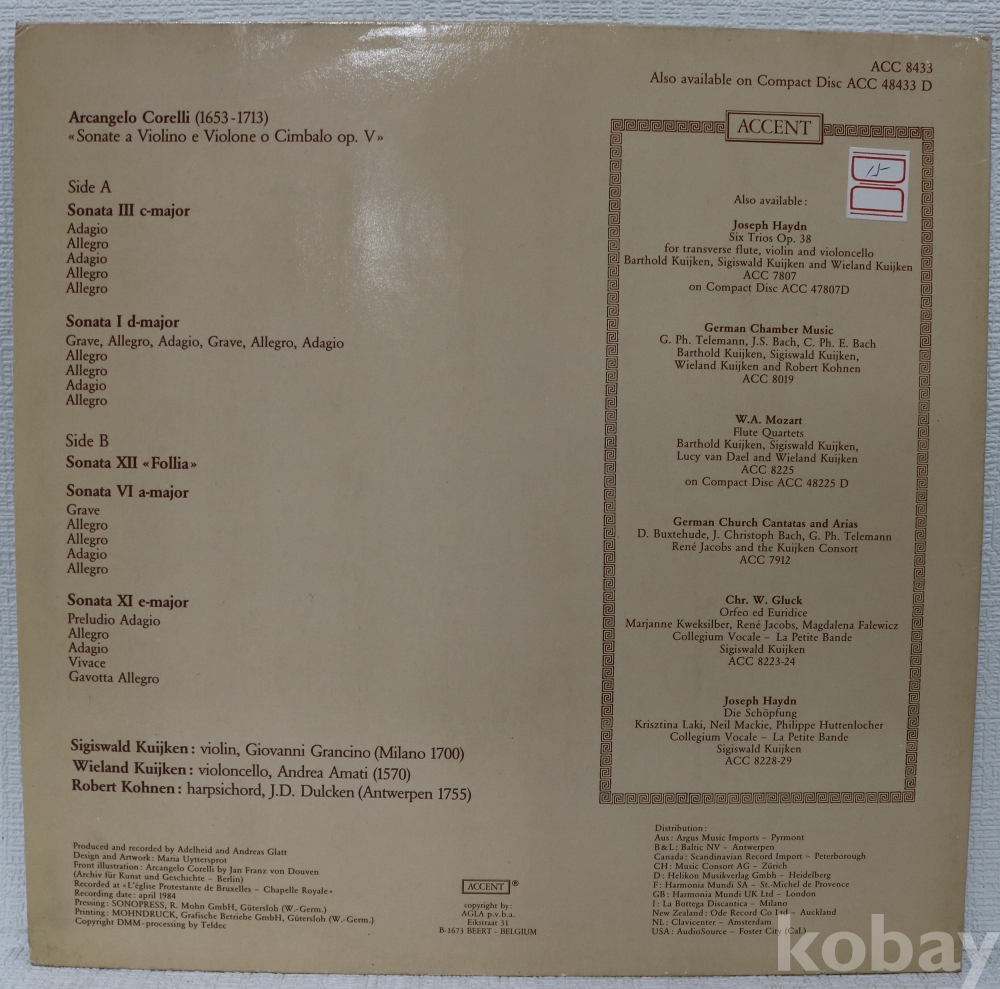 ACC 8433
Also available on Compact Disc ACC 48433 D
Arcangelo Corelli (1653-1713)
«Sonate a Violino e Violone o Cimbalo op. V»
Side A
Sonata III c-major
Adagio
Allegro
Adagio
Allegro
Allegro
Sonata I d-major
Grave, Allegro, Adagio, Grave, Allegro, Adagio
Allegro
Allegro
Adagio
Allegro
Side B
Sonata XII «Follia»
Sonata VI a-major
Grave
Allegro
Allegro
Adagio
Allegro
Sonata XI e-major
Preludio Adagio
Allegro
Adagio
Vivace
Gavotta Allegro
Sigiswald Kuijken: violin, Giovanni Grancino (Milano 1700)
Wieland Kuijken: violoncello, Andrea Amati (1570)
Robert Kohnen: harpsichord, J.D. Dulcken (Antwerpen 1755)
Produced and recorded by Adelheid and Andreas Glatt
Design and Artwork: Maria Uyttersprot
Front illustration: Arcangelo Corelli by Jan Franz von Douven
(Archiv für Kunst und Geschichte – Berlin)
Recorded at «L'église Protestante de Bruxelles – Chapelle Royale»
Recording date: april 1984
Pressing: SONOPRESS, R. Mohn GmbH, Gütersloh (W.-Germ.)
Printing: MOHNDRUCK, Grafische Betriebe GmbH, Gütersloh (W.-Germ.)
Copyright DMM-processing by Teldec
ACCENT ®
copyright by:
AGLA p.v.b.a.
Eikstraat 31
B-1673 BEERT - BELGIUM
ACCENT
15-
Also available:
Joseph Haydn
Six Trios Op. 38
for transverse flute, violin and violoncello
Barthold Kuijken, Sigiswald Kuijken and Wieland Kuijken
ACC 7807
on Compact Disc ACC 47807D
German Chamber Music
G. Ph. Telemann, J.S. Bach, C. Ph. E. Bach
Barthold Kuijken, Sigiswald Kuijken,
Wieland Kuijken and Robert Kohnen
ACC 8019
W.A. Mozart
Flute Quartets
Barthold Kuijken, Sigiswald Kuijken,
Lucy van Dael and Wieland Kuijken
ACC 8225
on Compact Disc ACC 48225 D
German Church Cantatas and Arias
D. Buxtehude, J. Christoph Bach, G. Ph. Telemann
René Jacobs and the Kuijken Consort
ACC 7912
Chr. W. Gluck
Orfeo ed Euridice
Marjanne Kweksilber, René Jacobs, Magdalena Falewicz
Collegium Vocale – La Petite Bande
Sigiswald Kuijken
ACC 8223-24
Joseph Haydn
Die Schöpfung
Krisztina Laki, Neil Mackie, Philippe Huttenlocher
Collegium Vocale – La Petite Bande
Sigiswald Kuijken
ACC 8228-29
Distribution:
Aus: Argus Music Imports – Pyrmont
B&L: Baltic NV – Antwerpen
Canada: Scandinavian Record Import – Peterborough
CH: Music Consort AG – Zürich
D: Helikon Musikverlag Gmbh – Heidelberg
F: Harmonia Mundi SA – St.-Michel de Provence
GB: Harmonia Mundi UK Ltd – London
I: La Bottega Discantica – Milano
New Zealand: Ode Record Co Ltd – Auckland
NL: Clavicenter – Amsterdam
USA: AudioSource – Foster City (Cal.)
kobay